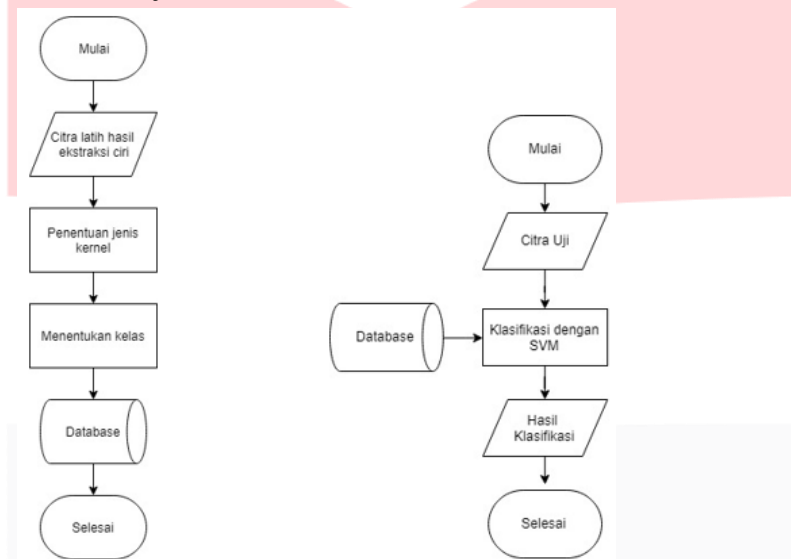 Mulai
Citra latih hasil
ekstraksi ciri
Penentuan jenis
kernel
Menentukan kelas
Database
Selesai
Mulai
Citra Uji
Database
Klasifikasi dengan
SVM
Hasil
Klasifikasi
Selesai